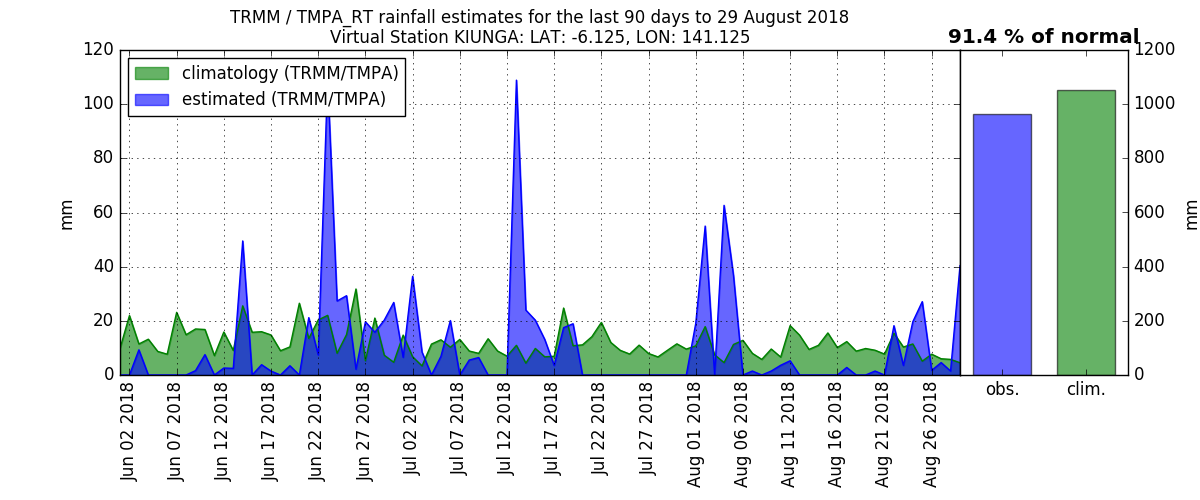 TRMM / TMPA_RT rainfall estimates for the last 90 days to 29 August 2018
Virtual Station KIUNGA: LAT: -6.125, LON: 141.125
91.4 % of normal
climatology (TRMM/TMPA)
estimated (TRMM/TMPA)
mm
120
100
80
60
40
20
0
Jun 02 2018
Jun 07 2018
Jun 12 2018
Jun 17 2018
Jun 22 2018
Jun 27 2018
Jul 02 2018
Jul 07 2018
Jul 12 2018
Jul 17 2018
Jul 22 2018
Jul 27 2018
Aug 01 2018
Aug 06 2018
Aug 11 2018
Aug 16 2018
Aug 21 2018
Aug 26 2018
obs.
clim.
1200
1000
800
600
400
200
0
mm